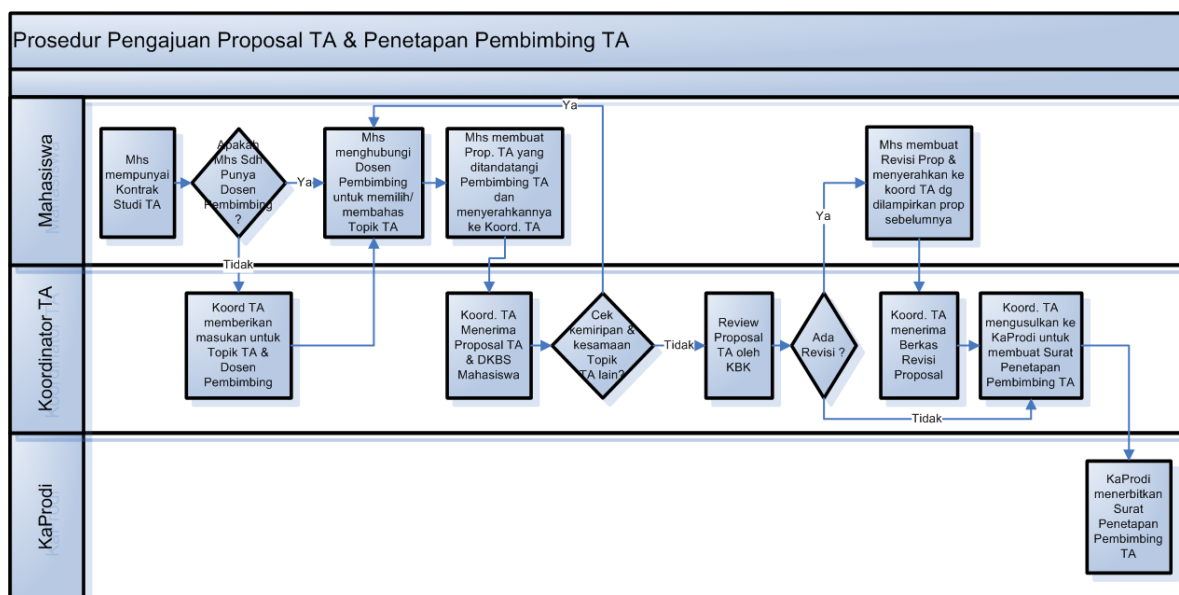 Prosedur Pengajuan Proposal TA & Penetapan Pembimbing TA
Mahasiswa
Mhs
mempunyai
Kontrak
Studi TA
Apakah
Mhs Sdh
Punya
Dosen
Pembimbing
?
Ya
Tidak
Mhs
menghubungi
Dosen
Pembimbing
untuk memilih/
membahas
Topik TA
Mhs membuat
Prop. TA yang
ditandatangi
Pembimbing TA
dan
menyerahkannya
ke Koord. TA
Ya
Mhs membuat
Revisi Prop &
menyerahkan ke
koord TA dg
dilampirkan prop
sebelumnya
Ya
Koordinator TA
Koord TA
memberikan
masukan untuk
Topik TA &
Dosen
Pembimbing
Koord. TA
Menerima
Proposal TA
& DKBS
Mahasiswa
Cek
kemiripan &
kesamaan
Topik
TA lain?
Tidak
Review
Proposal
TA oleh
KBK
Ada
Revisi ?
Tidak
Koord. TA
menerima
Berkas
Revisi
Proposal
Koord. TA
mengusulkan ke
KaProdi untuk
membuat Surat
Penetapan
Pembimbing TA
KaProdi
KaProdi
menerbitkan
Surat
Penetapan
Pembimbing
TA